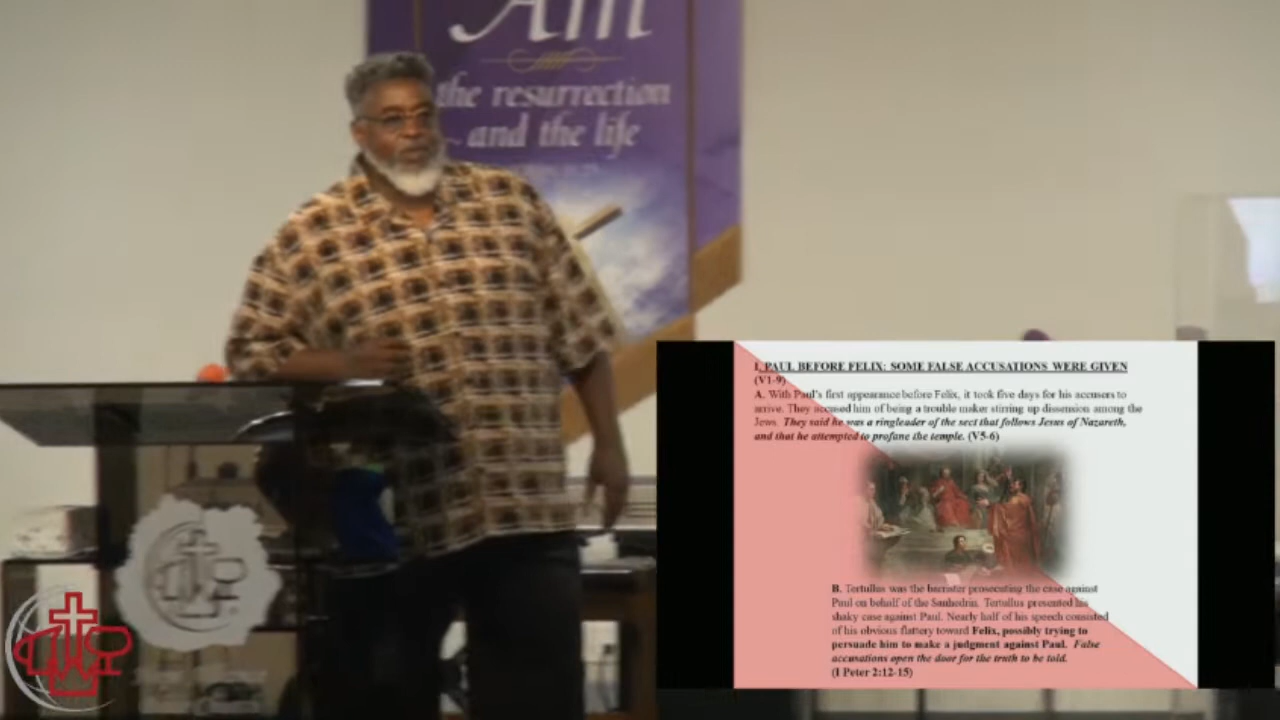 Am
the resurrection
and the life
I. PAUL BEFORE FELIX: SOME FALSE ACCUSATIONS WERE GIVEN
(V1-9)
A. With Paul's first appearance before Felix, it took five days for his accusers to
arrive. They accused him of being a trouble maker stirring up dissension among the
Jews. They said he was a ringleader of the sect that follows Jesus of Nazareth,
and that he attempted to profane the temple. (V5-6)
B. Tertullus was the barrister prosecuting the case against
Paul on behalf of the Sanhedrin. Tertullus presented his
shaky case against Paul. Nearly half of his speech consisted
of his obvious flattery toward Felix, possibly trying to
persuade him to make a judgment against Paul. False
accusations open the door for the truth to be told.
(I Peter 2:12-15)